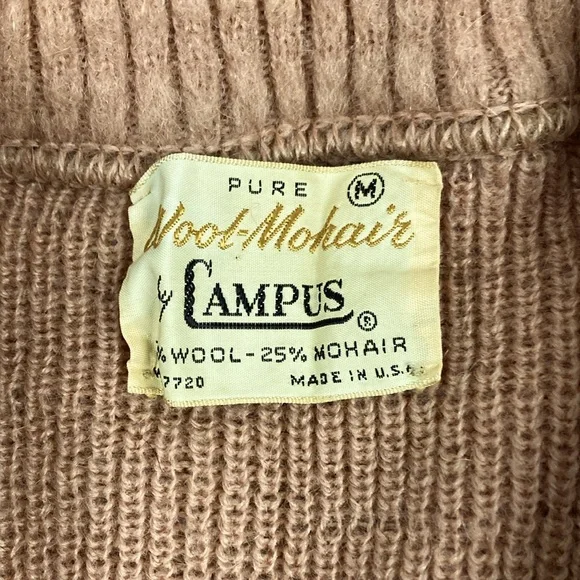 PURE M
Wool-Mohair
by CAMPUS ®
% WOOL-25% MOHAIR
7720 MADE IN U.S.A.